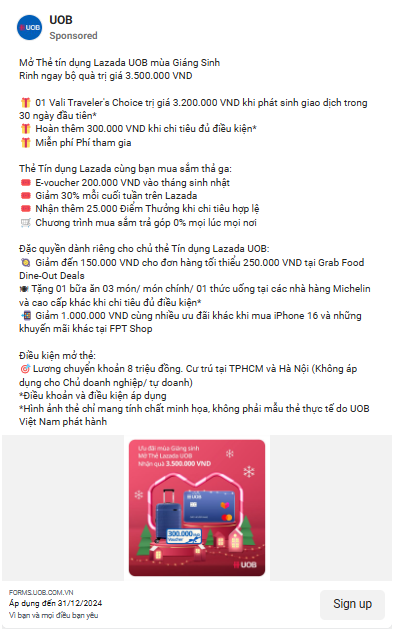 UOB
UOB
Sponsored
Mở Thẻ tín dụng Lazada UOB mùa Giáng Sinh
Rinh ngay bộ quà trị giá 3.500.000 VND
🎁 01 Vali Traveler's Choice trị giá 3.200.000 VND khi phát sinh giao dịch trong
30 ngày đầu tiên*
🎁 Hoàn thêm 300.000 VND khi chi tiêu đủ điều kiện*
🎁 Miễn phí Phí tham gia
Thẻ Tín dụng Lazada cùng bạn mua sắm thả ga:
🎟️ E-voucher 200.000 VND vào tháng sinh nhật
🎟️ Giảm 30% mỗi cuối tuần trên Lazada
🎟️ Nhận thêm 25.000 Điểm Thưởng khi chi tiêu hợp lệ
🛒 Chương trình mua sắm trả góp 0% mọi lúc mọi nơi
Đặc quyền dành riêng cho chủ thẻ Tín dụng Lazada UOB:
🥘 Giảm đến 150.000 VND cho đơn hàng tối thiểu 250.000 VND tại Grab Food
Dine-Out Deals
🍽️ Tặng 01 bữa ăn 03 món/ món chính/ 01 thức uống tại các nhà hàng Michelin
và cao cấp khác khi chi tiêu đủ điều kiện*
📲 Giảm 1.000.000 VND cùng nhiều ưu đãi khác khi mua iPhone 16 và những
khuyến mãi khác tại FPT Shop
Điều kiện mở thẻ:
🎯 Lương chuyển khoản 8 triệu đồng. Cư trú tại TPHCM và Hà Nội (Không áp
dụng cho Chủ doanh nghiệp/ tự doanh)
*Điều khoản và điều kiện áp dụng
*Hình ảnh thẻ chỉ mang tính chất minh họa, không phải mẫu thẻ thực tế do UOB
Việt Nam phát hành
Ưu đãi mùa Giáng sinh
Mở Thẻ Lazada UOB
Nhận quà 3.500.000 VND
UOB
300.000 VND
Voucher
UOB
FORMS.UOB.COM.VN
Áp dụng đến 31/12/2024
Vì bạn và mọi điều bạn yêu
Sign up